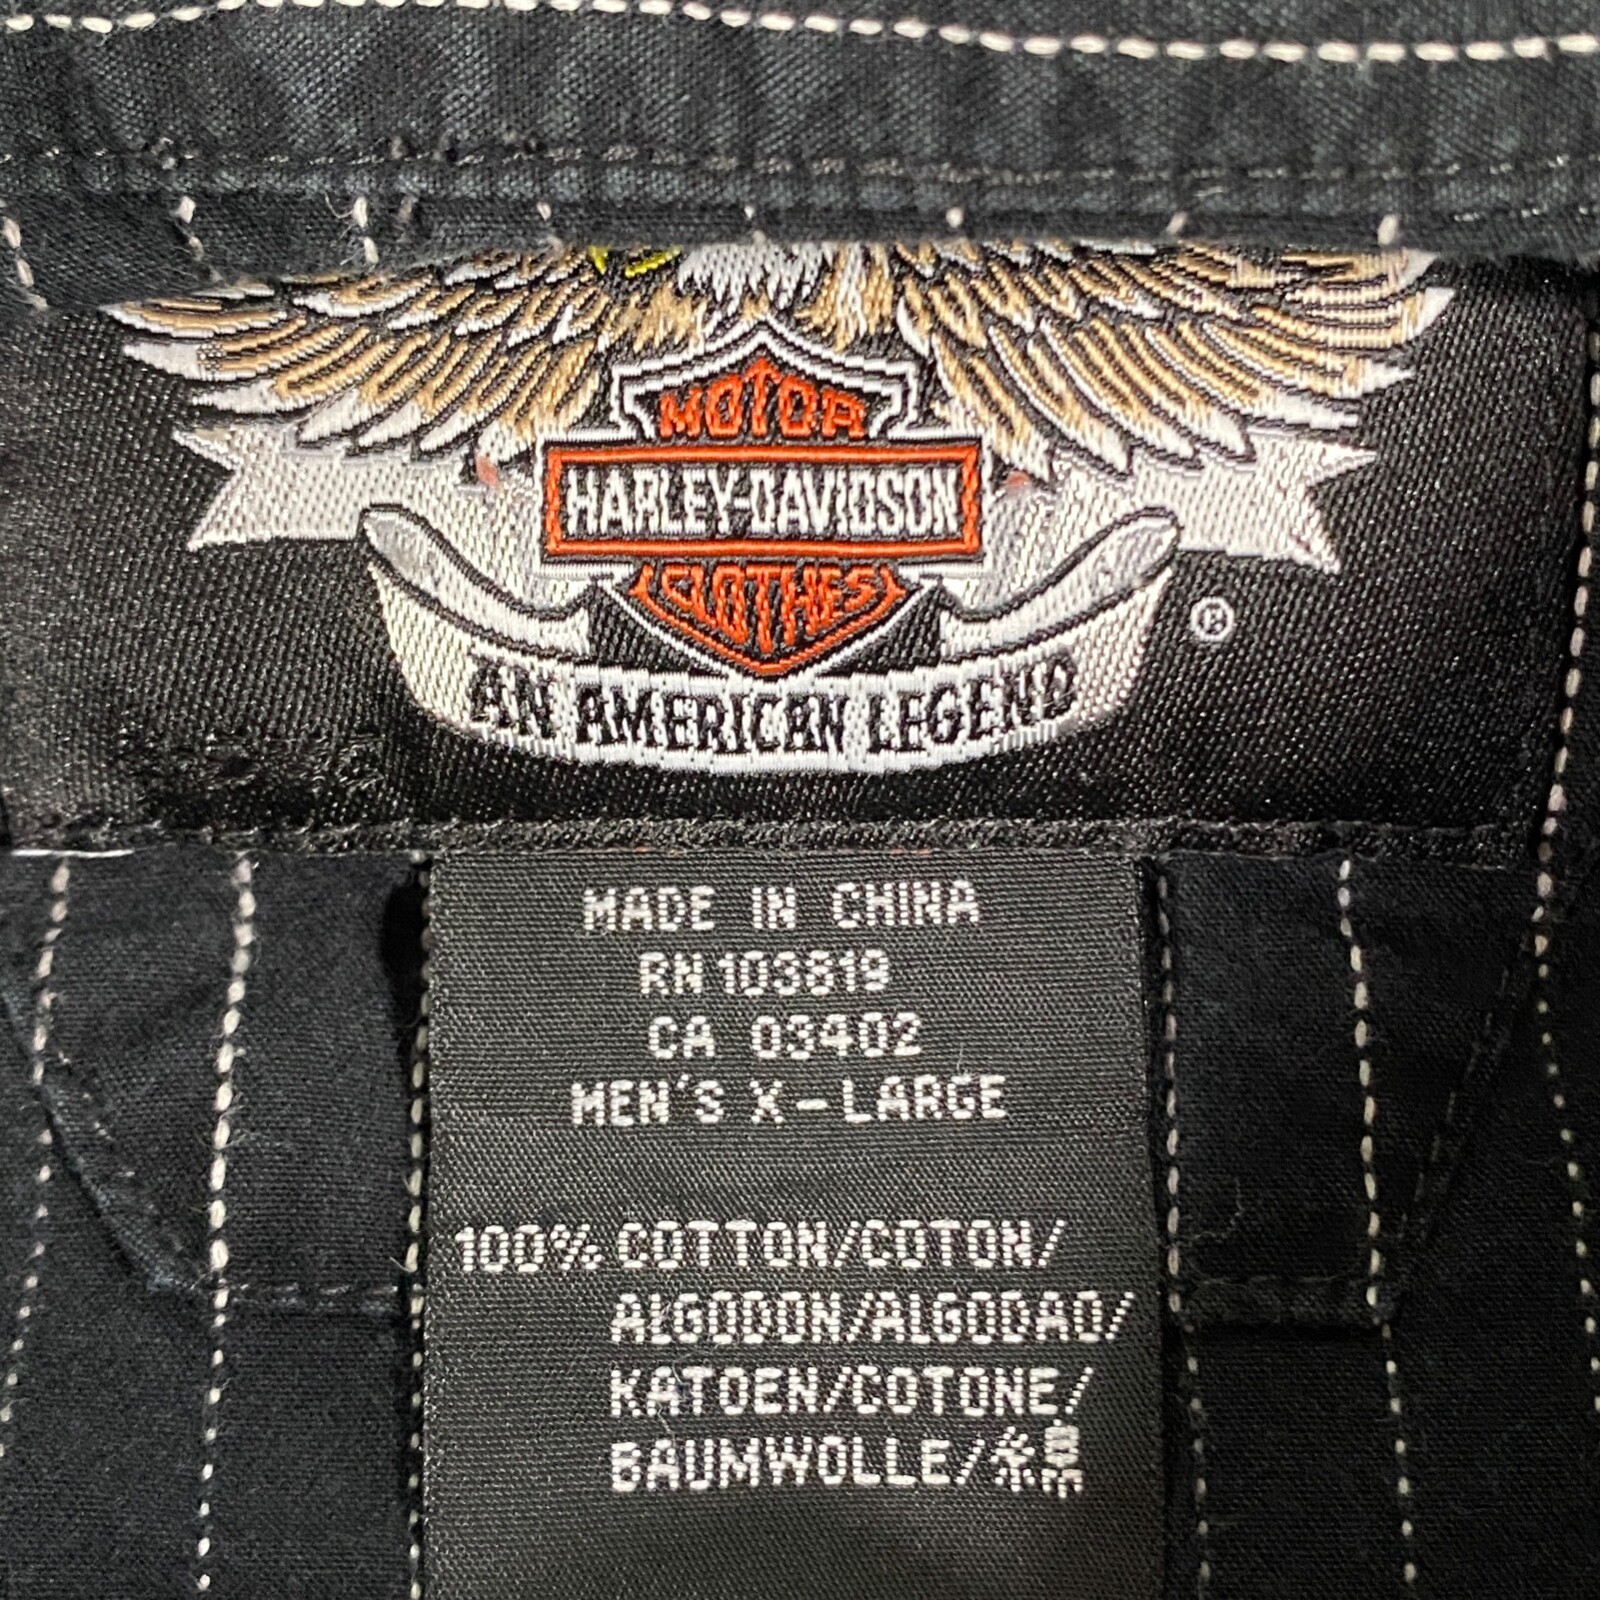 MOTOR
HARLEY-DAVIDSON
CLOTHES
®
AN AMERICAN LEGEND
MADE IN CHINA
RN 103819
CA 03402
MEN'S X-LARGE
100% COTTON/COTON/
ALGODON/ALGODAO/
KATOEN/COTONE/
BAUMWOLLE/綿